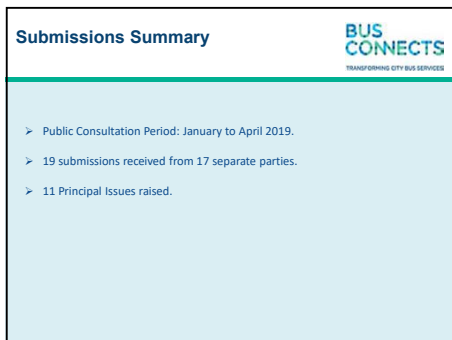 Submissions Summary
BUS
CONNECTS
TRANSFORMING CITY BUS SERVICES
➢ Public Consultation Period: January to April 2019.
➢ 19 submissions received from 17 separate parties.
➢ 11 Principal Issues raised.